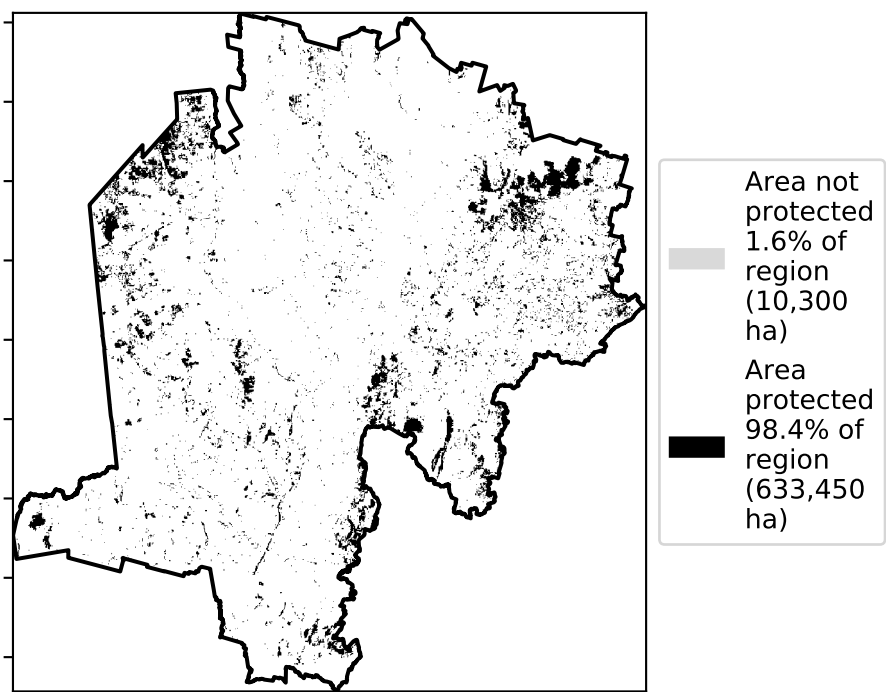 Area not
protected
1.6% of
region
(10,300
ha)
Area
protected
98.4% of
region
(633,450
ha)